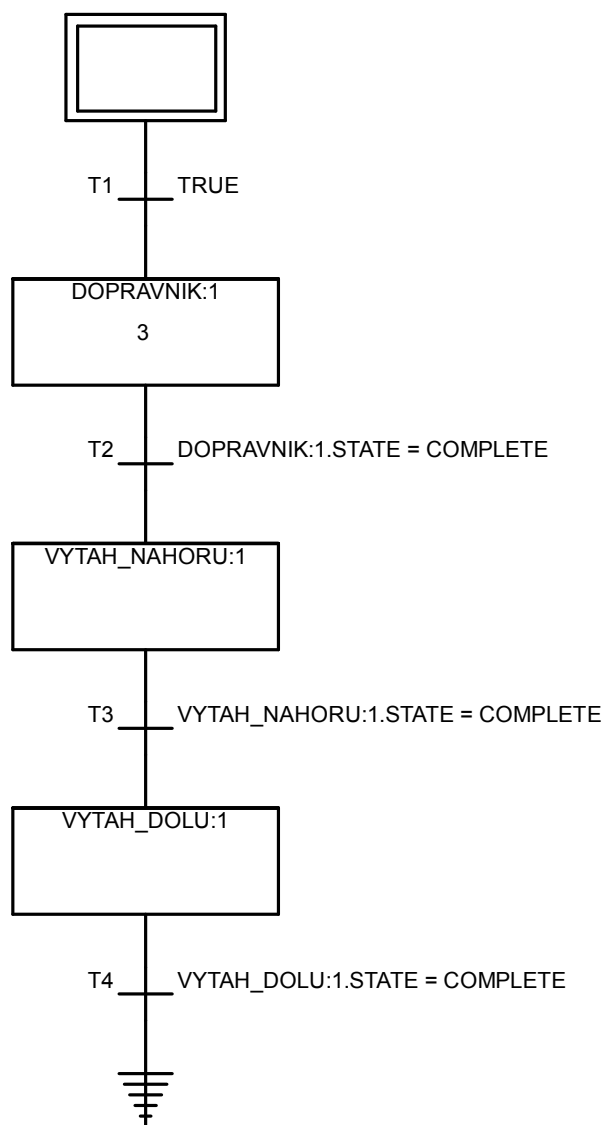 T1 TRUE
DOPRAVNIK:1
3
T2 DOPRAVNIK:1.STATE = COMPLETE
VYTAH_NAHORU:1
T3 VYTAH_NAHORU:1.STATE = COMPLETE
VYTAH_DOLU:1
T4 VYTAH_DOLU:1.STATE = COMPLETE